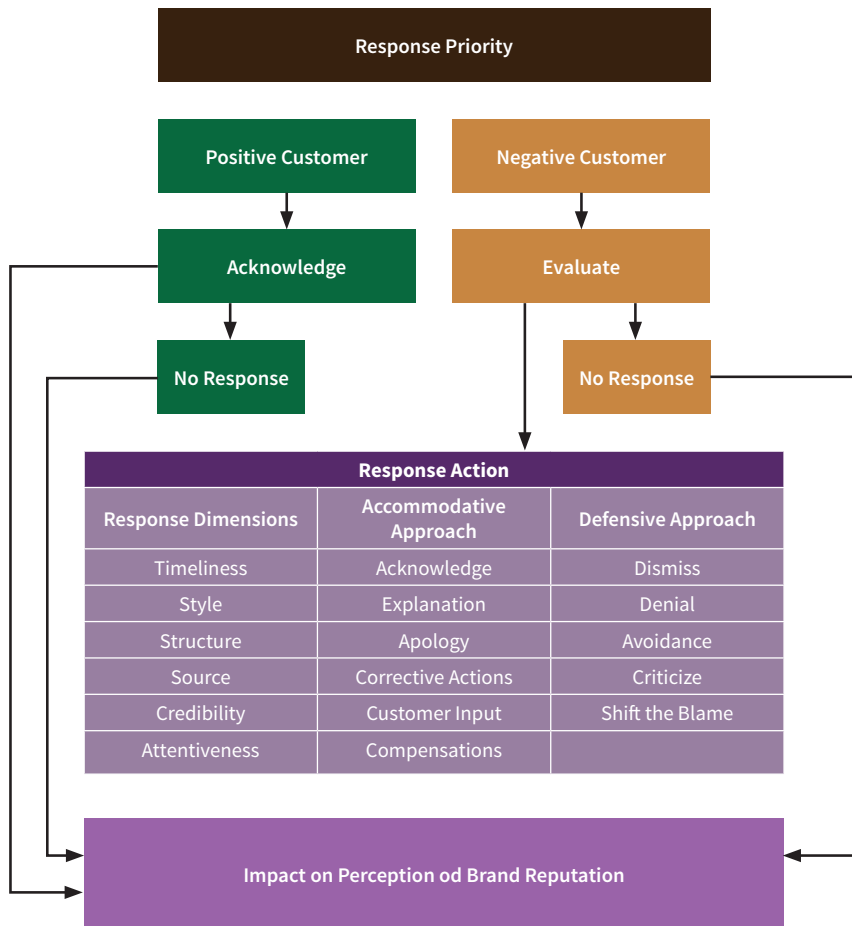 Response Priority
Positive Customer
Negative Customer
Acknowledge
Evaluate
No Response
No Response
Response Action
Response Dimensions
Accommodative
Approach
Defensive Approach
Timeliness
Acknowledge
Dismiss
Style
Explanation
Denial
Structure
Apology
Avoidance
Source
Corrective Actions
Criticize
Credibility
Customer Input
Shift the Blame
Attentiveness
Compensations
Impact on Perception od Brand Reputation